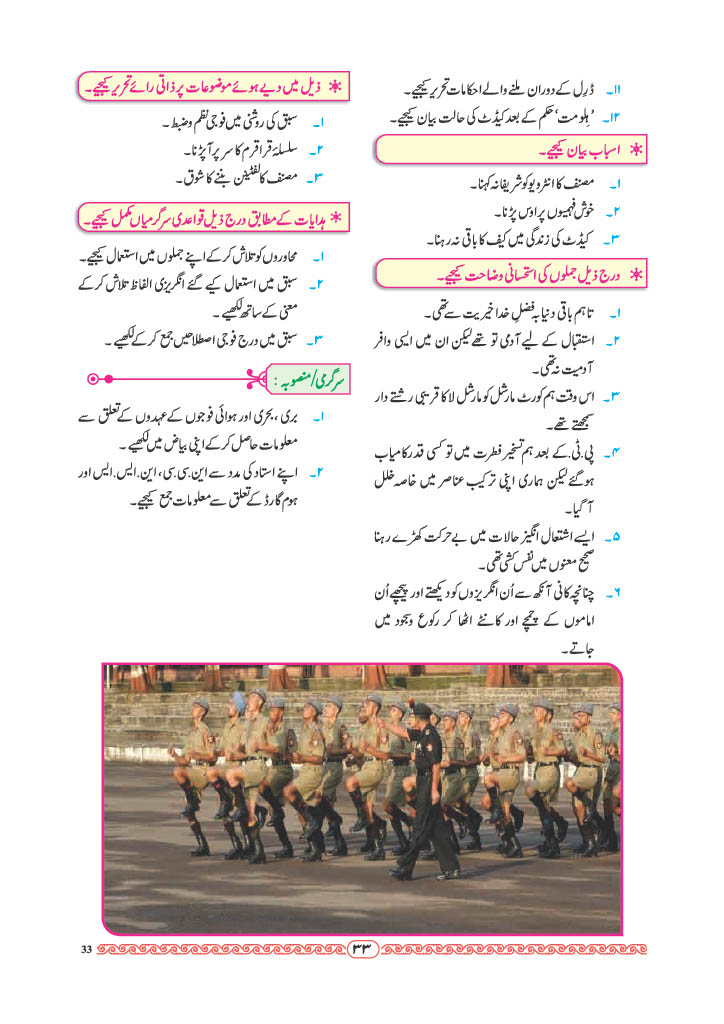 ۱۱۔ ڈرل کے دوران ملنے والے احکامات تحریر کیجیے۔
۱۲۔ ’ہلومت‘ حکم کے بعد کیڈٹ کی حالت بیان کیجیے۔
* اسباب بیان کیجیے۔
۱۔ مصنف کا انٹرویو کو شریفانہ کہنا۔
۲۔ خوش فہمیوں پر اوس پڑنا۔
۳۔ کیڈٹ کی زندگی میں کیف کا باقی نہ رہنا۔
* درج ذیل جملوں کی استحسانی وضاحت کیجیے۔
۱۔ تاہم باقی دنیا بہ فضلِ خدا خیریت سے تھی۔
۲۔ استقبال کے لیے آدمی تو تھے لیکن ان میں ایسی وافر
آدمیت نہ تھی۔
۳۔ اس وقت ہم کورٹ مارشل کو مارشل لا کا قریبی رشتے دار
سمجھتے تھے۔
۴۔ پی.ٹی. کے بعد ہم تسخیرِ فطرت میں تو کسی قدر کامیاب
ہو گئے لیکن ہماری اپنی ترکیب عناصر میں خاصہ خلل
آ گیا۔
۵۔ ایسے اشتعال انگیز حالات میں بے حرکت کھڑے رہنا
صحیح معنوں میں نفس کشی تھی۔
۶۔ چنانچہ کانی آنکھ سے اُن انگریزوں کو دیکھتے اور پیچھے اُن
اماموں کے چمچے اور کانٹے اٹھا کر رکوع و سجود میں
جاتے۔
* ذیل میں دیے ہوئے موضوعات پر ذاتی رائے تحریر کیجیے۔
۱۔ سبق کی روشنی میں فوجی نظم و ضبط۔
۲۔ سلسلۂ قراقرم کا سر پر آ پڑنا۔
۳۔ مصنف کا لفٹین بننے کا شوق۔
* ہدایات کے مطابق درج ذیل قواعدی سرگرمیاں مکمل کیجیے۔
۱۔ محاوروں کو تلاش کر کے اپنے جملوں میں استعمال کیجیے۔
۲۔ سبق میں استعمال کیے گئے انگریزی الفاظ تلاش کر کے
معنی کے ساتھ لکھیے۔
۳۔ سبق میں درج فوجی اصطلاحیں جمع کر کے لکھیے۔
سرگرمی/منصوبہ :
۱۔ بری، بحری اور ہوائی فوجوں کے عہدوں کے تعلق سے
معلومات حاصل کر کے اپنی بیاض میں لکھیے۔
۲۔ اپنے استاد کی مدد سے این.سی.سی، این.ایس.ایس اور
ہوم گارڈ کے تعلق سے معلومات جمع کیجیے۔
33
۳۳